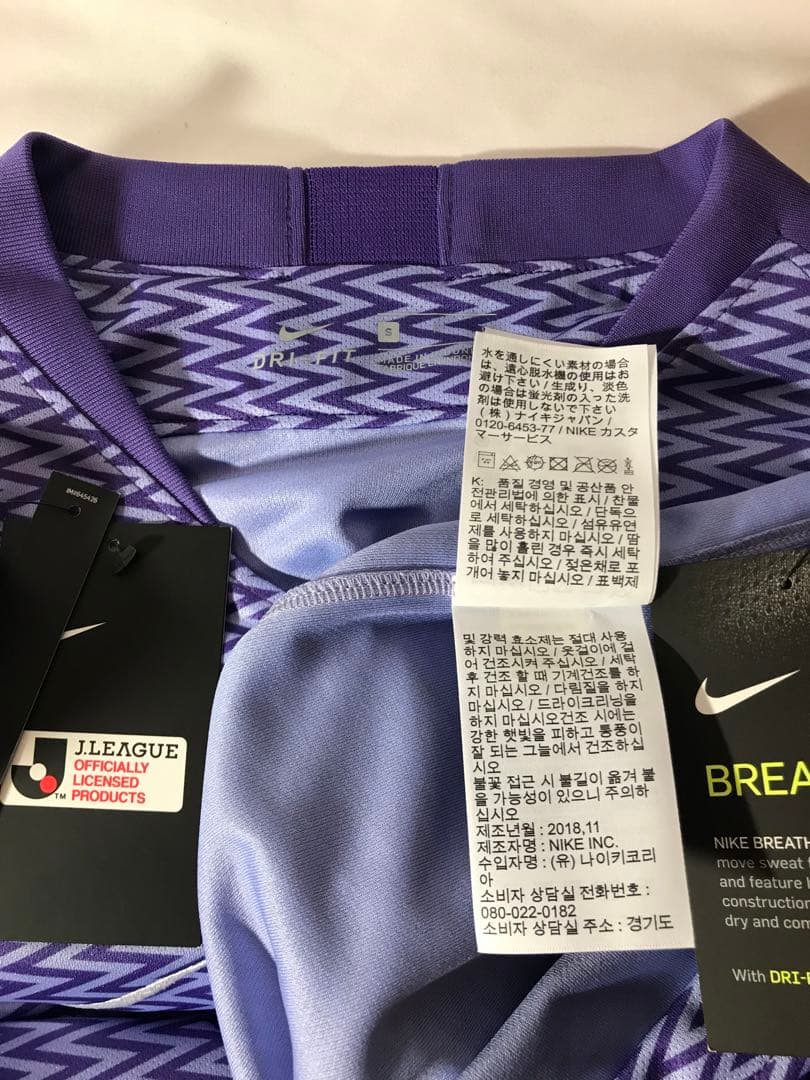 DRI-FIT
S
MADE IN
FABRIQUE EN
水を通しにくい素材の場合
は、遠心脱水機の使用はお
避け下さい / 生成り、淡色
の場合は蛍光剤の入った洗
剤は使用しないで下さい
(株) ナイキジャパン /
0120-6453-77 / NIKE カスタ
マーサービス
K: 품질 경영 및 공산품 안
전관리법에 의한 표시 / 찬물
에서 세탁하십시오 / 단독으
로 세탁하십시오 / 섬유유연
제를 사용하지 마십시오 / 땀
을 많이 흘린 경우 즉시 세탁
하여 주십시오 / 젖은채로 포
개어 놓지 마십시오 / 표백제
및 강력 효소제는 절대 사용
하지 마십시오 / 옷걸이에 걸
어 건조시켜 주십시오 / 세탁
후 건조 할 때 기계건조를 하
지 마십시오 / 다림질을 하지
마십시오 / 드라이크리닝을
하지 마십시오건조 시에는
강한 햇빛을 피하고 통풍이
잘 되는 그늘에서 건조하십
시오
불꽃 접근 시 불길이 옮겨 붙
을 가능성이 있으니 주의하
십시오
제조년월 : 2018,11
제조자명 : NIKE INC.
수입자명 : (유) 나이키코리
아
소비자 상담실 전화번호 :
080-022-0182
소비자 상담실 주소 : 경기도
J.LEAGUE
OFFICIALLY
LICENSED
PRODUCTS
TM
BREA
NIKE BREATH
move sweat
and feature
construction
dry and com
With DRI-F